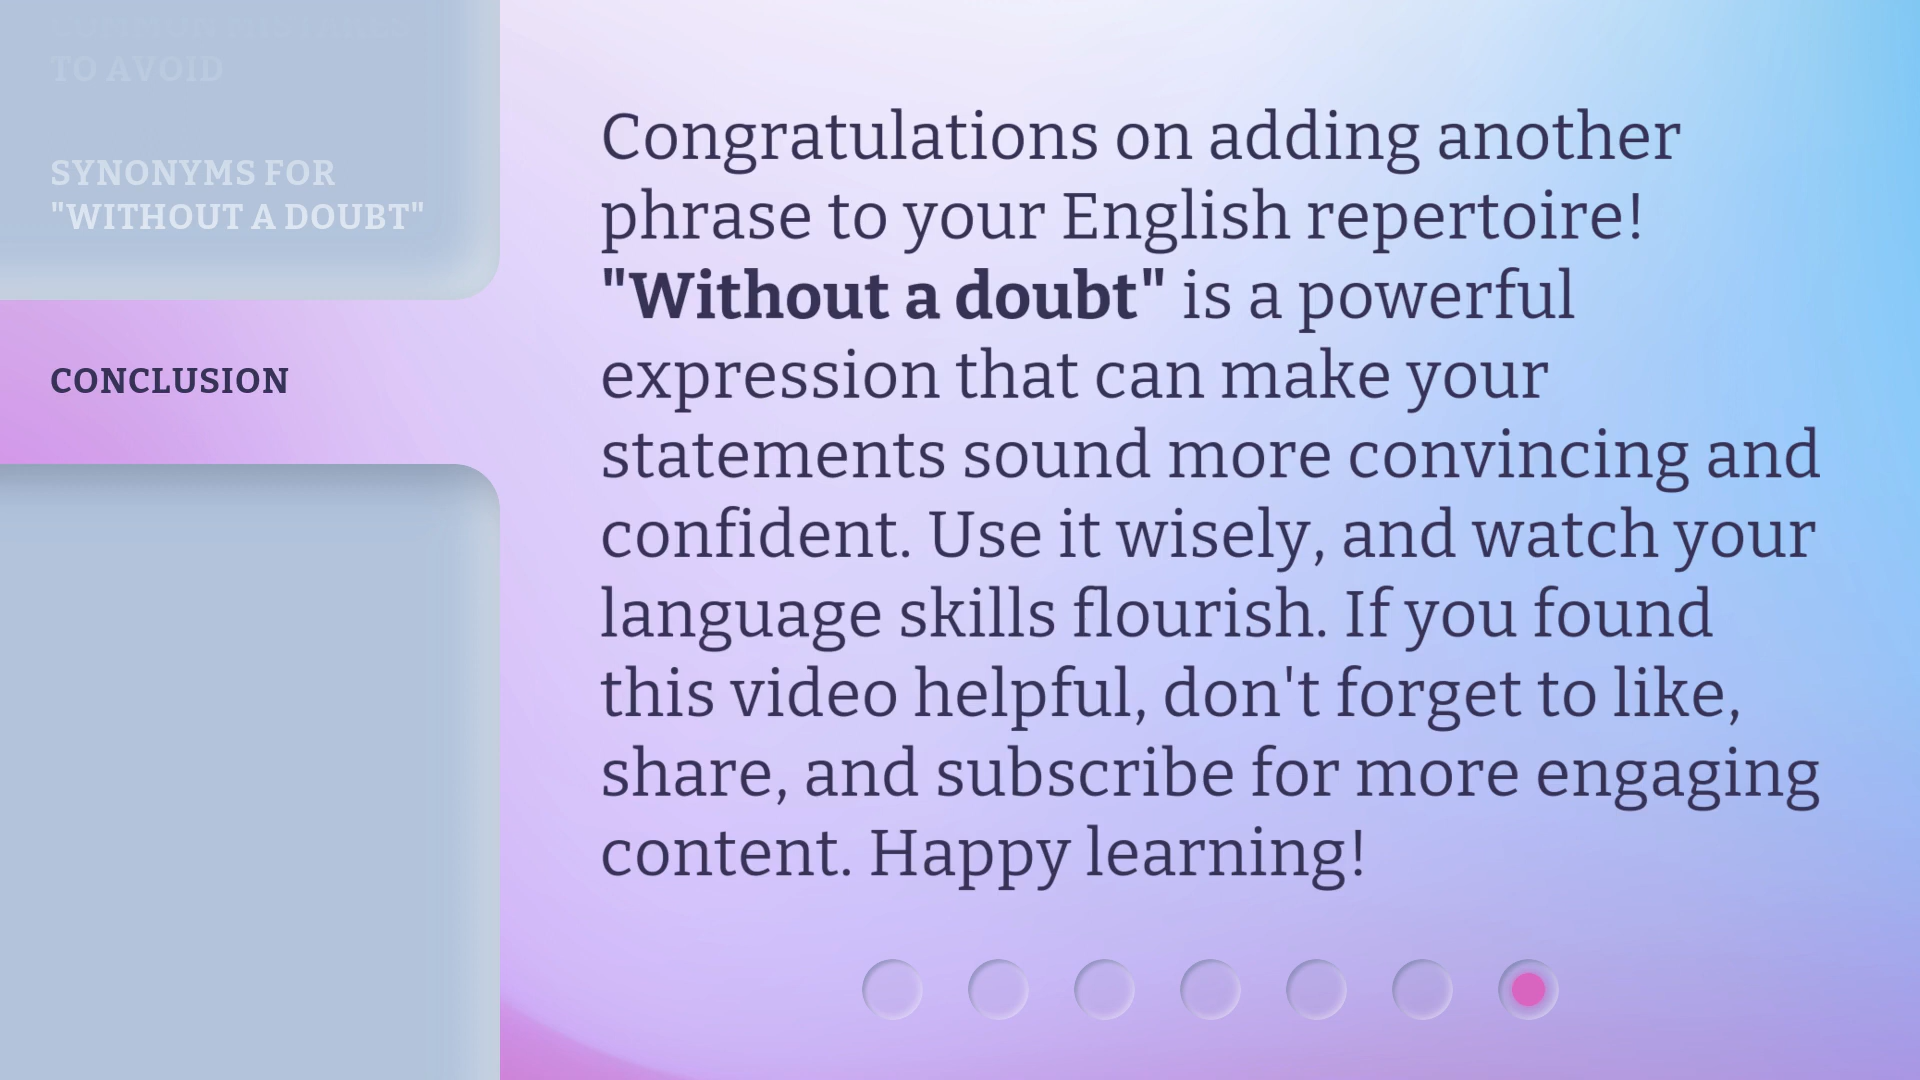 COMMON MISTAKES
TO AVOID
SYNONYMS FOR
"WITHOUT A DOUBT"
CONCLUSION
Congratulations on adding another
phrase to your English repertoire!
"Without a doubt" is a powerful
expression that can make your
statements sound more convincing and
confident. Use it wisely, and watch your
language skills flourish. If you found
this video helpful, don't forget to like,
share, and subscribe for more engaging
content. Happy learning!